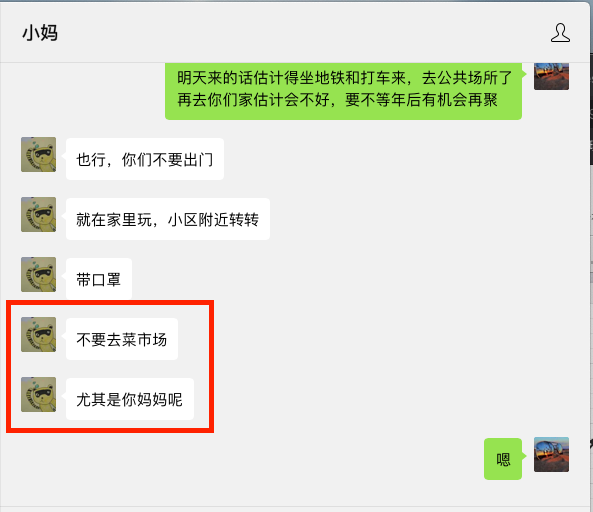 小妈
明天来的话估计得坐地铁和打车来，去公共场所了
再去你们家估计会不好，要不等年后有机会再聚
也行，你们不要出门
就在家里玩，小区附近转转
带口罩
不要去菜市场
尤其是你妈妈呢
嗯